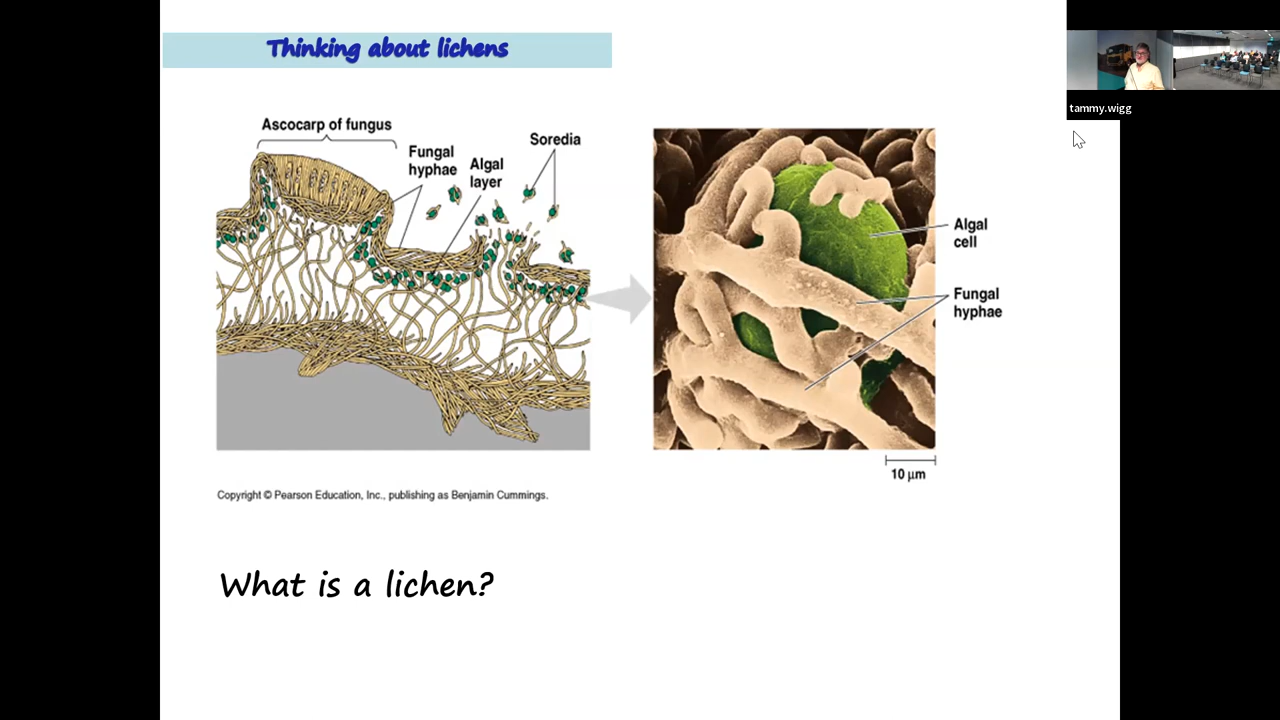 Thinking about lichens
tammy.wigg
Ascocarp of fungus
Fungal
hyphae
Algal
layer
Soredia
Algal
cell
Fungal
hyphae
10 μm
Copyright © Pearson Education, Inc., publishing as Benjamin Cummings.
What is a lichen?